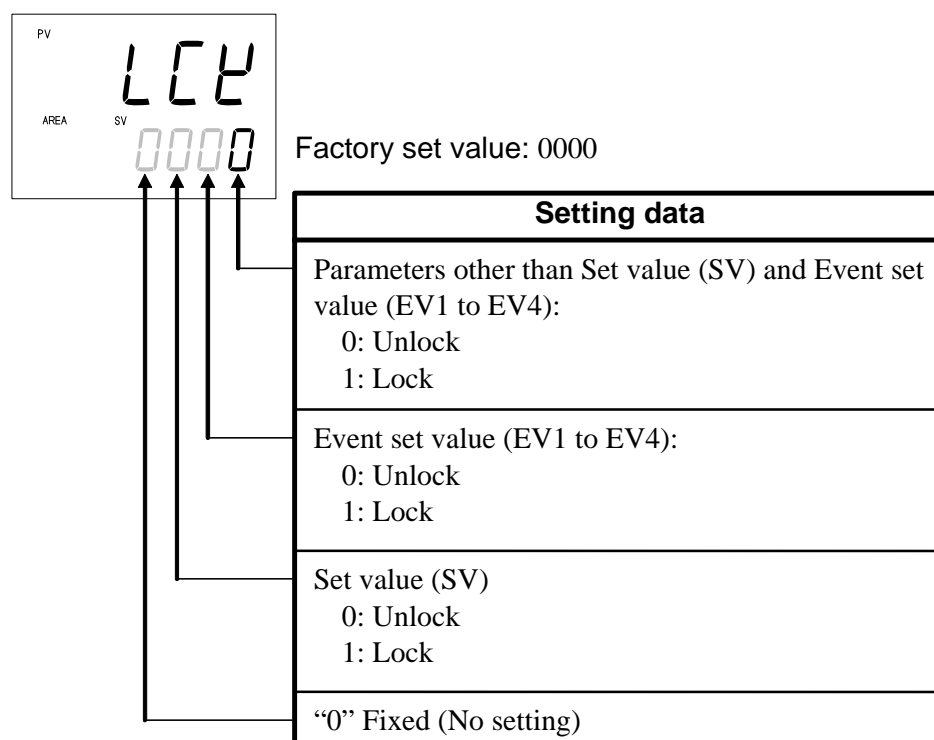 PV
LCK
AREA SV
0000
Factory set value: 0000
Setting data
Parameters other than Set value (SV) and Event set
value (EV1 to EV4):
0: Unlock
1: Lock
Event set value (EV1 to EV4):
0: Unlock
1: Lock
Set value (SV)
0: Unlock
1: Lock
“0” Fixed (No setting)